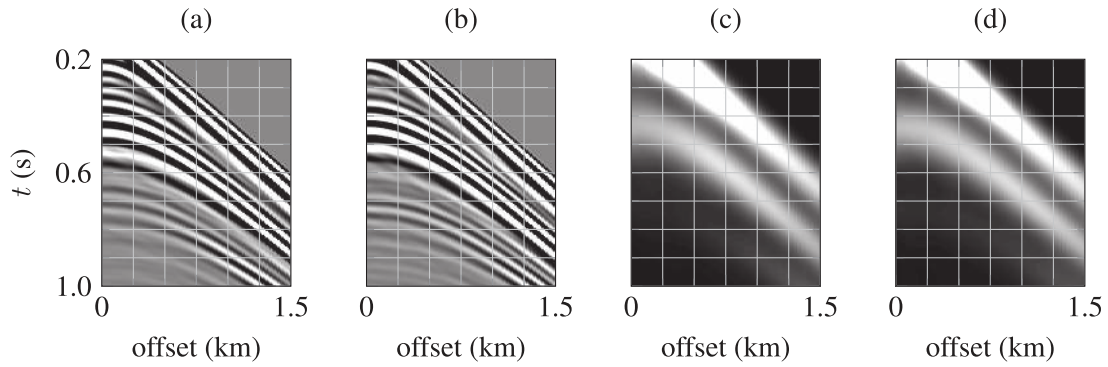 (a) (b) (c) (d)
0.2
0.6
1.0
t (s)
0 1.5 0 1.5 0 1.5 0 1.5
offset (km) offset (km) offset (km) offset (km)